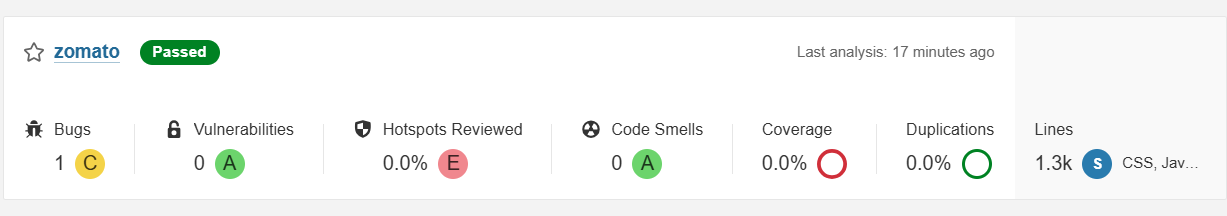 zomato Passed Last analysis: 17 minutes ago
Bugs Vulnerabilities Hotspots Reviewed Code Smells Coverage Duplications Lines
1 C 0 A 0.0% E 0 A 0.0% 0.0% 1.3k S CSS, Jav…